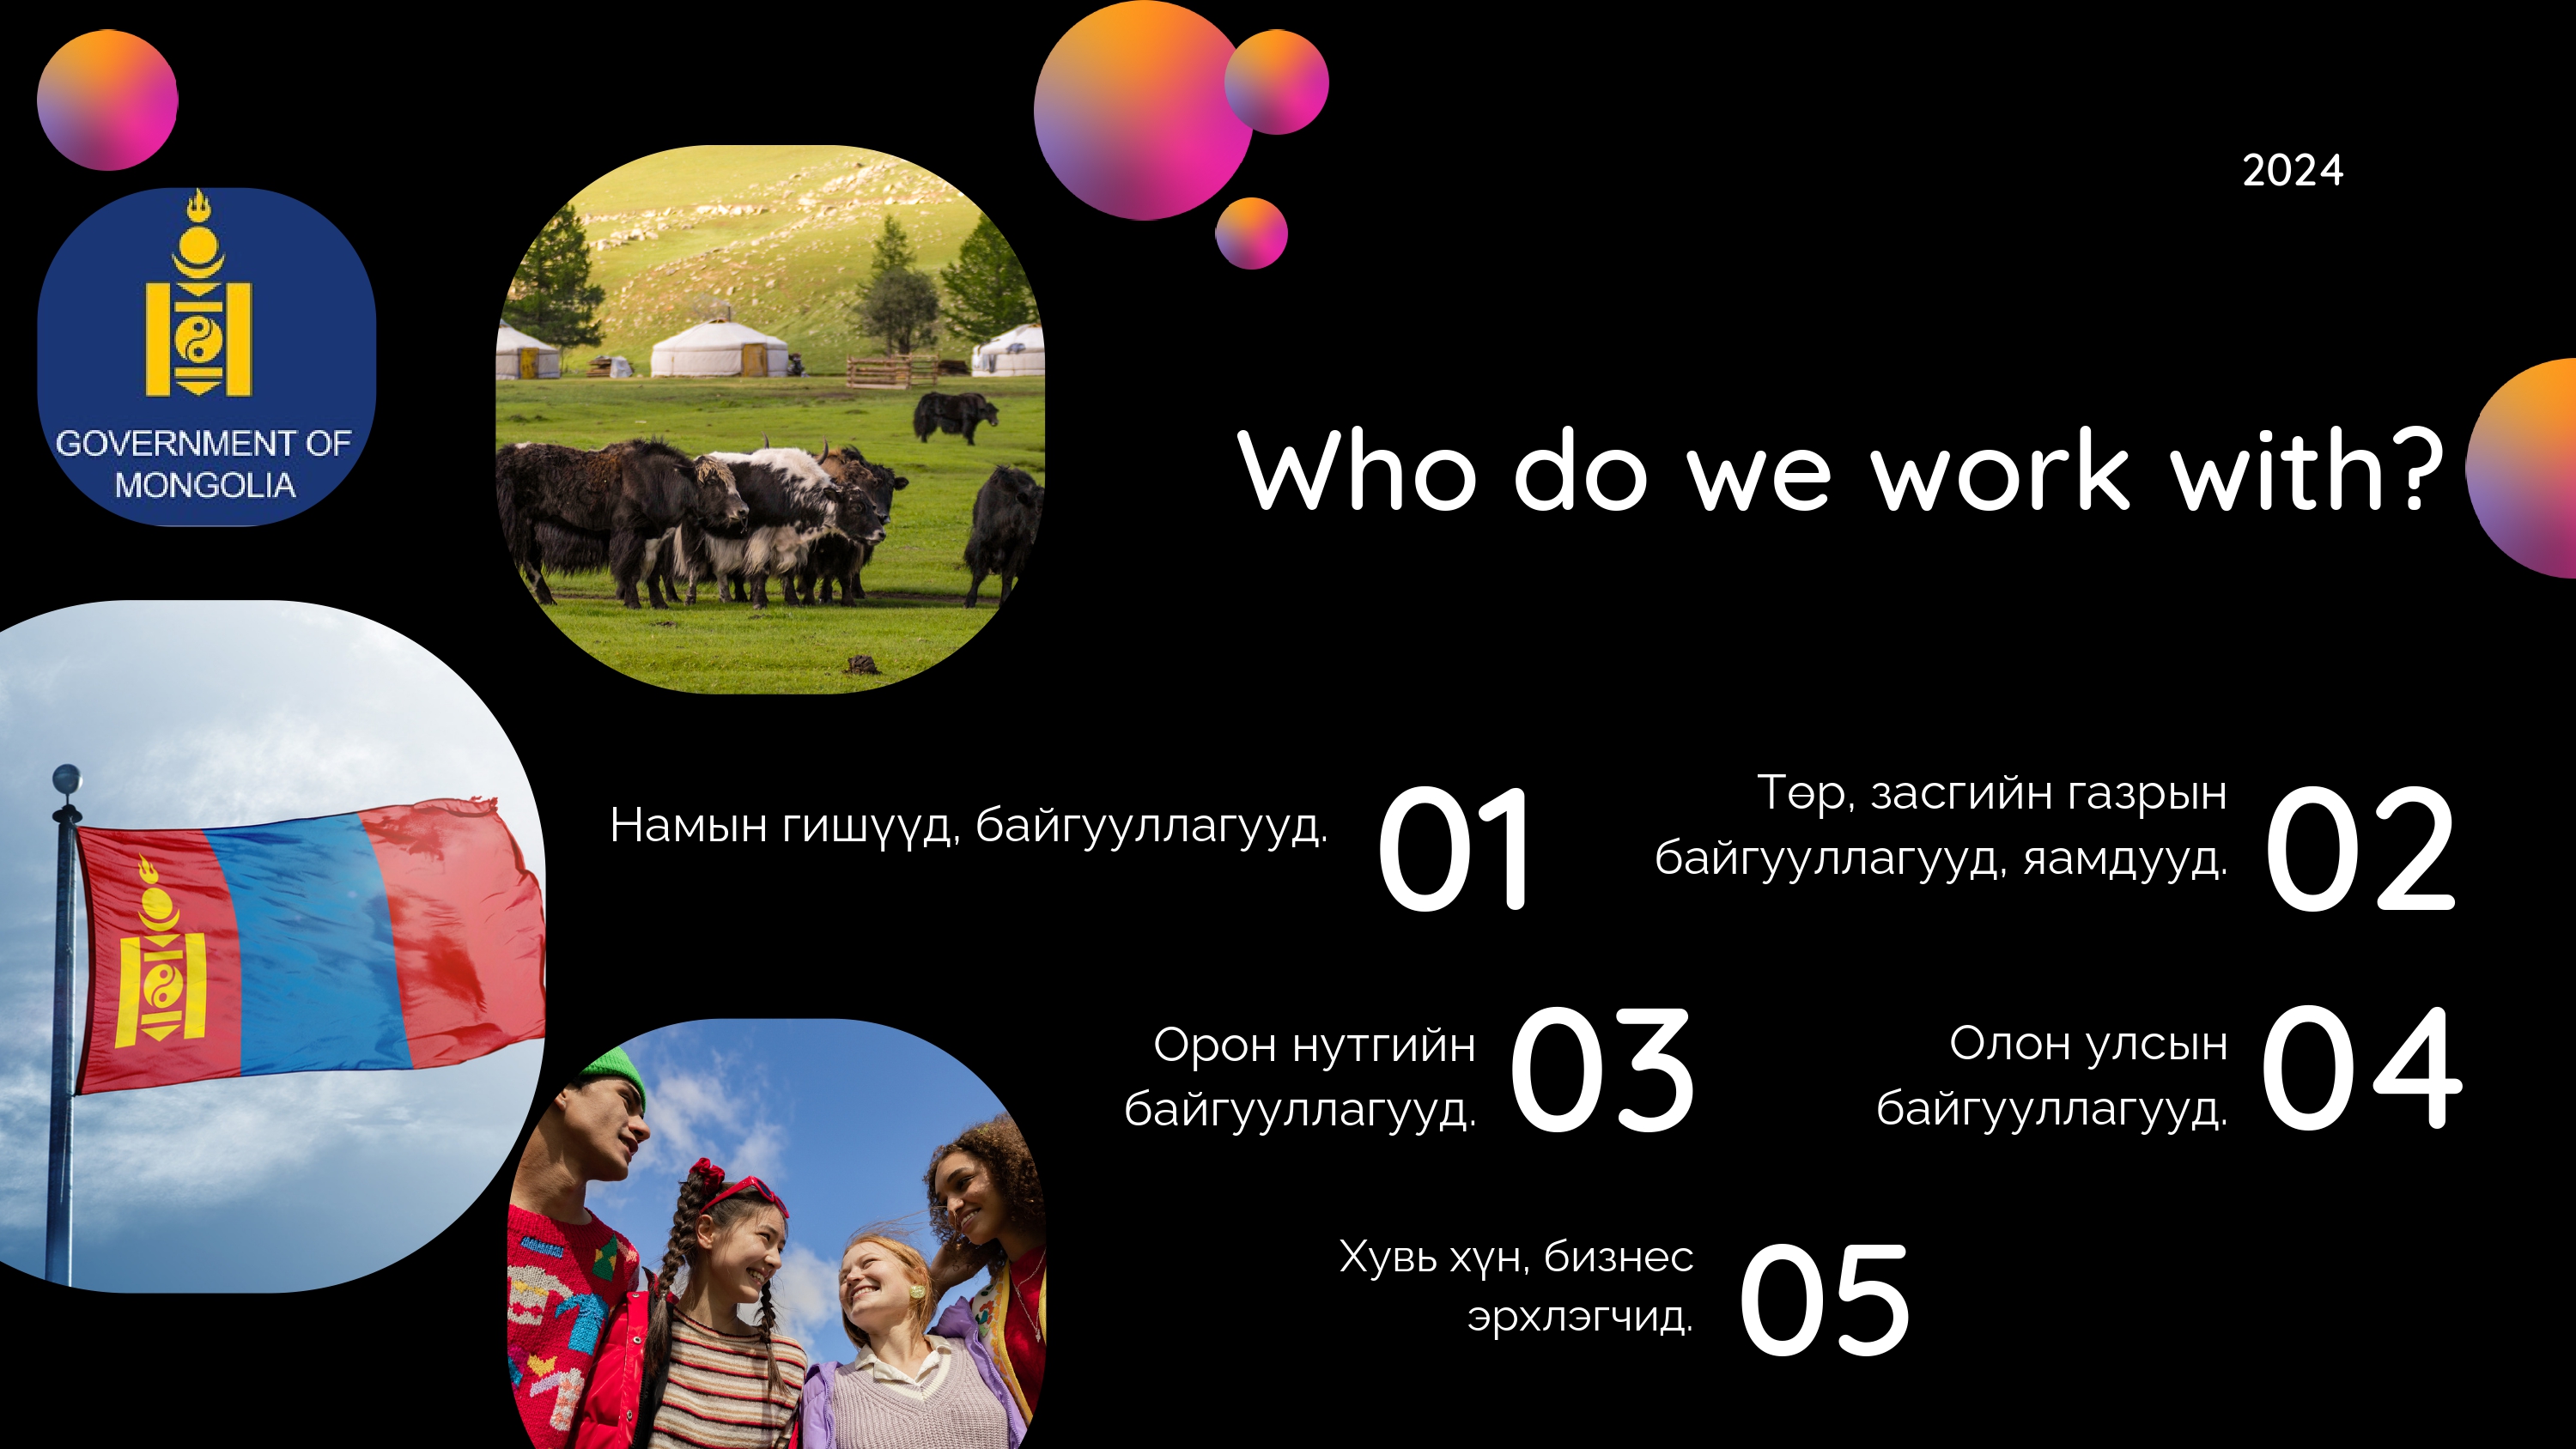 2024
GOVERNMENT OF
MONGOLIA
Who do we work with?
Намын гишүүд, байгууллагууд.
01
Төр, засгийн газрын
байгууллагууд, яамдууд.
02
Орон нутгийн
байгууллагууд.
03
Олон улсын
байгууллагууд.
04
Хувь хүн, бизнес
эрхлэгчид.
05